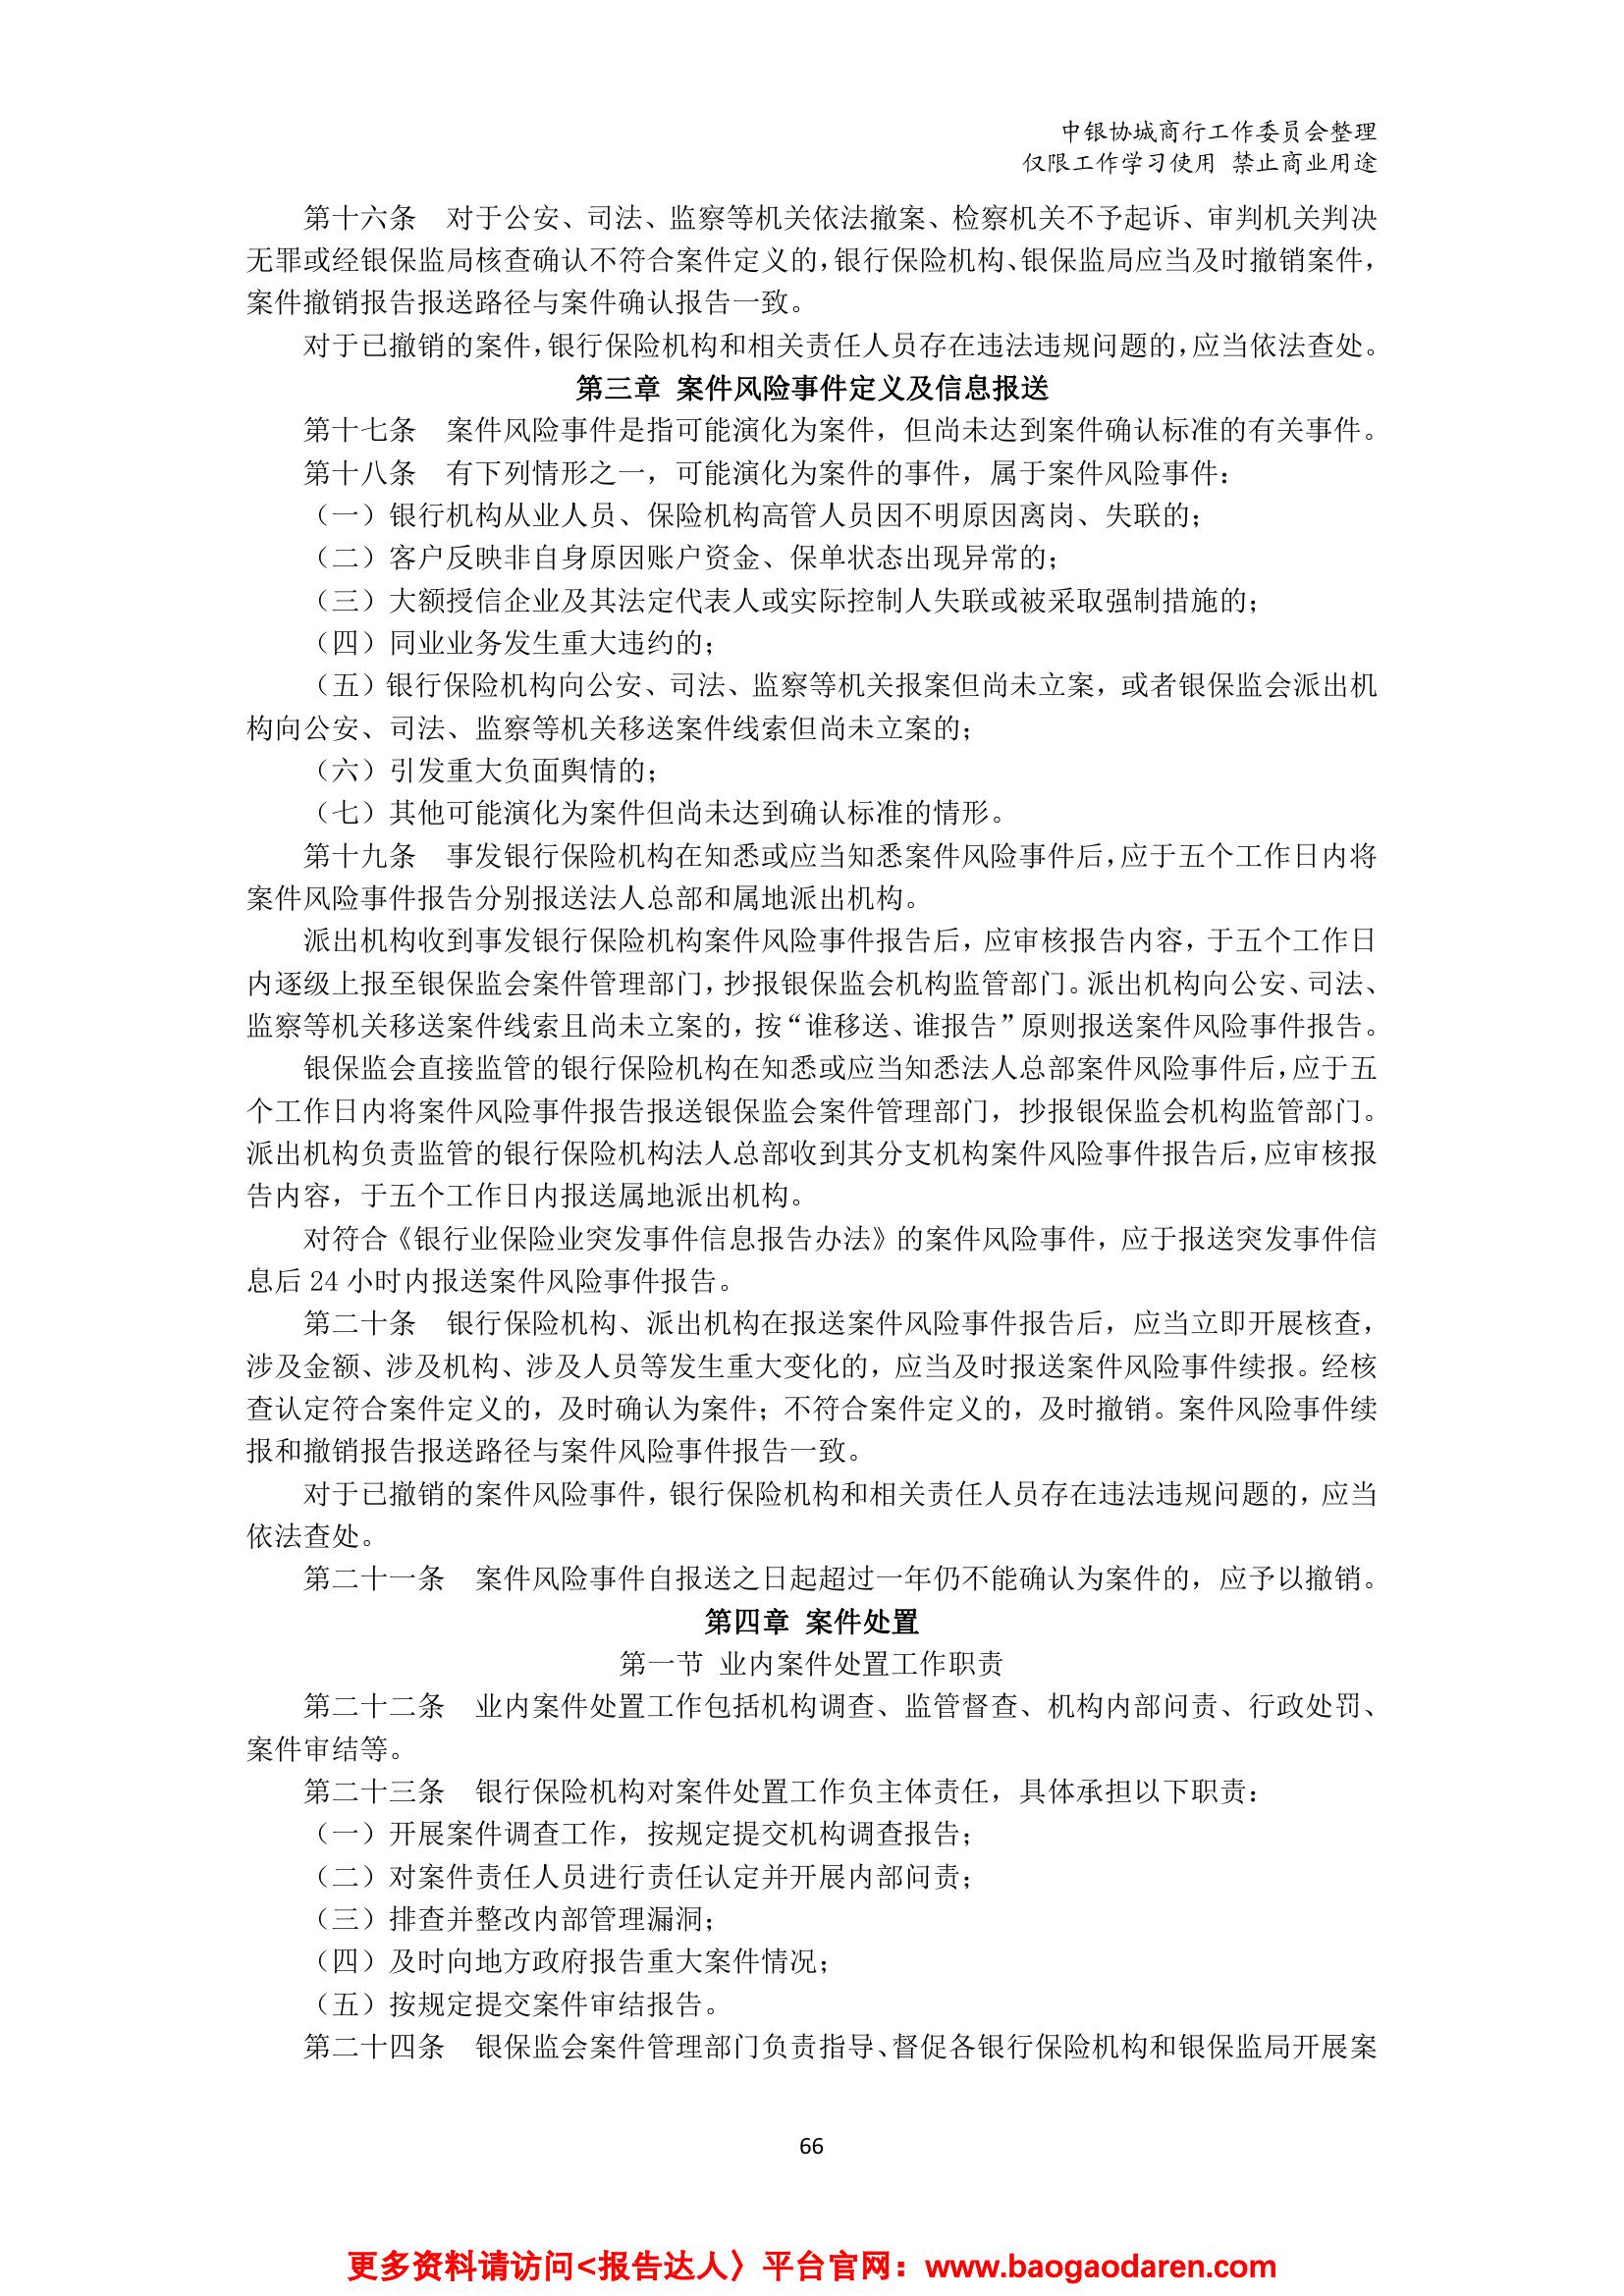 中银协城商行工作委员会整理
仅限工作学习使用 禁止商业用途
第十六条 对于公安、司法、监察等机关依法撤案、检察机关不予起诉、审判机关判决
无罪或经银保监局核查确认不符合案件定义的，银行保险机构、银保监局应当及时撤销案件，
案件撤销报告报送路径与案件确认报告一致。
对于已撤销的案件，银行保险机构和相关责任人员存在违法违规问题的，应当依法查处。
第三章 案件风险事件定义及信息报送
第十七条 案件风险事件是指可能演化为案件，但尚未达到案件确认标准的有关事件。
第十八条 有下列情形之一，可能演化为案件的事件，属于案件风险事件：
（一）银行机构从业人员、保险机构高管人员因不明原因离岗、失联的；
（二）客户反映非自身原因账户资金、保单状态出现异常的；
（三）大额授信企业及其法定代表人或实际控制人失联或被采取强制措施的；
（四）同业业务发生重大违约的；
（五）银行保险机构向公安、司法、监察等机关报案但尚未立案，或者银保监会派出机
构向公安、司法、监察等机关移送案件线索但尚未立案的；
（六）引发重大负面舆情的；
（七）其他可能演化为案件但尚未达到确认标准的情形。
第十九条 事发银行保险机构在知悉或应当知悉案件风险事件后，应于五个工作日内将
案件风险事件报告分别报送法人总部和属地派出机构。
派出机构收到事发银行保险机构案件风险事件报告后，应审核报告内容，于五个工作日
内逐级上报至银保监会案件管理部门，抄报银保监会机构监管部门。派出机构向公安、司法、
监察等机关移送案件线索且尚未立案的，按“谁移送、谁报告”原则报送案件风险事件报告。
银保监会直接监管的银行保险机构在知悉或应当知悉法人总部案件风险事件后，应于五
个工作日内将案件风险事件报告报送银保监会案件管理部门，抄报银保监会机构监管部门。
派出机构负责监管的银行保险机构法人总部收到其分支机构案件风险事件报告后，应审核报
告内容，于五个工作日内报送属地派出机构。
对符合《银行业保险业突发事件信息报告办法》的案件风险事件，应于报送突发事件信
息后 24 小时内报送案件风险事件报告。
第二十条 银行保险机构、派出机构在报送案件风险事件报告后，应当立即开展核查，
涉及金额、涉及机构、涉及人员等发生重大变化的，应当及时报送案件风险事件续报。经核
查认定符合案件定义的，及时确认为案件；不符合案件定义的，及时撤销。案件风险事件续
报和撤销报告报送路径与案件风险事件报告一致。
对于已撤销的案件风险事件，银行保险机构和相关责任人员存在违法违规问题的，应当
依法查处。
第二十一条 案件风险事件自报送之日起超过一年仍不能确认为案件的，应予以撤销。
第四章 案件处置
第一节 业内案件处置工作职责
第二十二条 业内案件处置工作包括机构调查、监管督查、机构内部问责、行政处罚、
案件审结等。
第二十三条 银行保险机构对案件处置工作负主体责任，具体承担以下职责：
（一）开展案件调查工作，按规定提交机构调查报告；
（二）对案件责任人员进行责任认定并开展内部问责；
（三）排查并整改内部管理漏洞；
（四）及时向地方政府报告重大案件情况；
（五）按规定提交案件审结报告。
第二十四条 银保监会案件管理部门负责指导、督促各银行保险机构和银保监局开展案
66
更多资料请访问<报告达人〉平台官网：www.baogaodaren.com